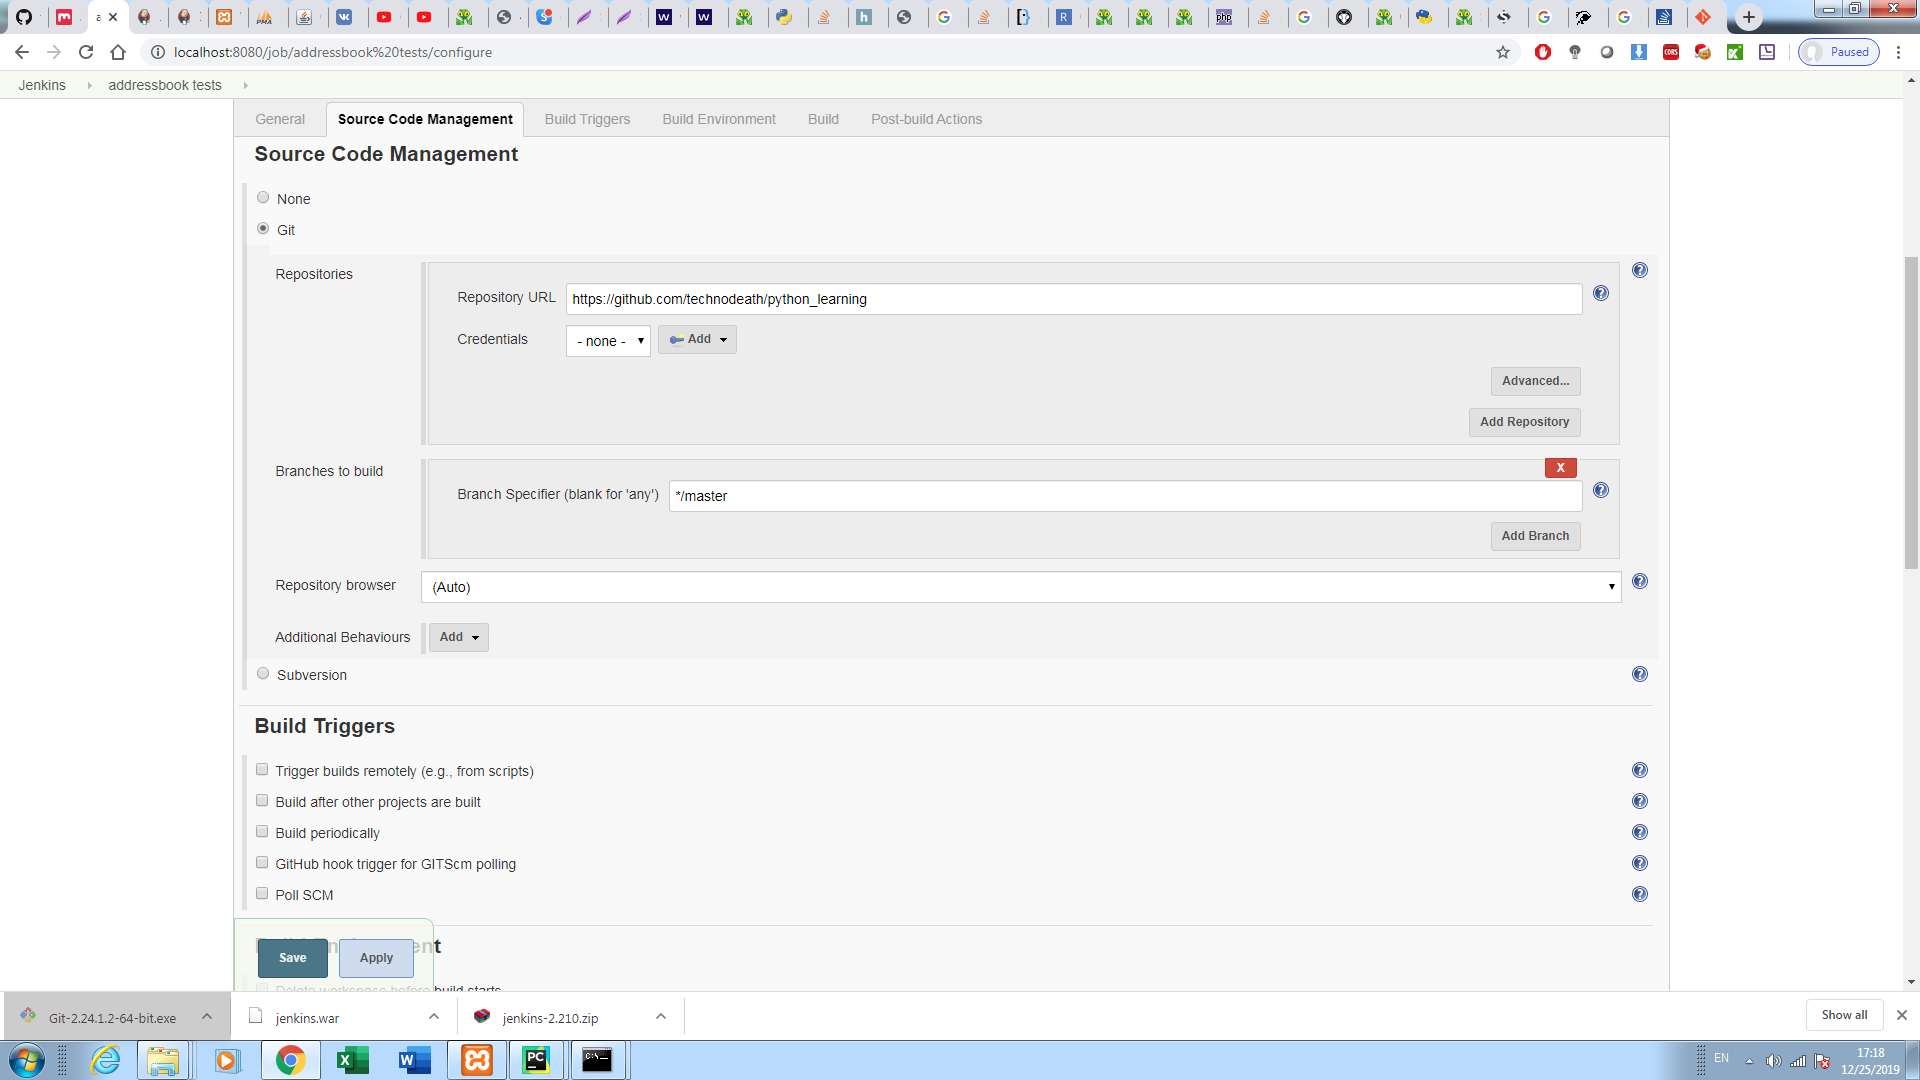 localhost:8080/job/addressbook%20tests/configure
Paused
Jenkins
addressbook tests
General
Source Code Management
Build Triggers
Build Environment
Build
Post-build Actions
Source Code Management
None
Git
Repositories
Repository URL
https://github.com/technodeath/python_learning
Credentials
- none -
Add
Advanced...
Add Repository
Branches to build
X
Branch Specifier (blank for 'any')
*/master
Add Branch
Repository browser
(Auto)
Additional Behaviours
Add
Subversion
Build Triggers
Trigger builds remotely (e.g., from scripts)
Build after other projects are built
Build periodically
GitHub hook trigger for GITScm polling
Poll SCM
Build Environment
Save
Apply
Delete workspace before build starts
Git-2.24.1.2-64-bit.exe
jenkins.war
jenkins-2.210.zip
Show all
EN
17:18
12/25/2019